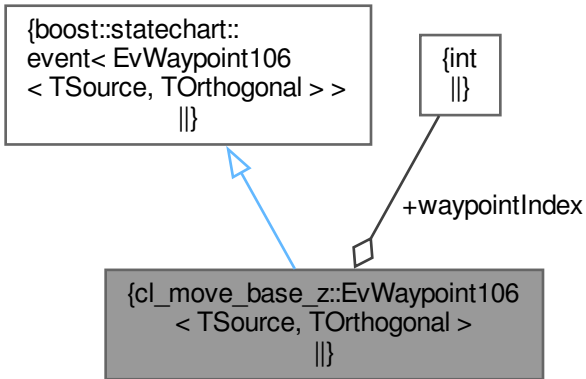 {boost::statechart::
event< EvWaypoint106
< TSource, TOrthogonal > >
||}
{int
||}
+waypointIndex
{cl_move_base_z::EvWaypoint106
< TSource, TOrthogonal >
||}